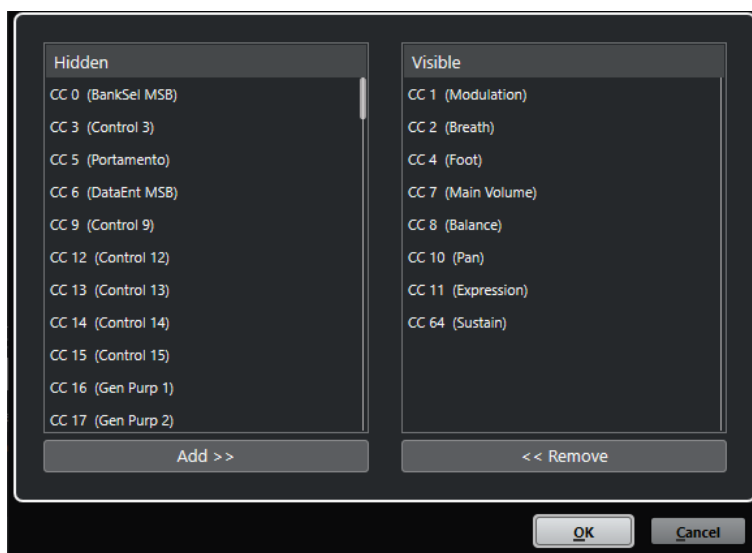 Hidden
CC 0 (BankSel MSB)
CC 3 (Control 3)
CC 5 (Portamento)
CC 6 (DataEnt MSB)
CC 9 (Control 9)
CC 12 (Control 12)
CC 13 (Control 13)
CC 14 (Control 14)
CC 15 (Control 15)
CC 16 (Gen Purp 1)
CC 17 (Gen Purp 2)
Add >>
Visible
CC 1 (Modulation)
CC 2 (Breath)
CC 4 (Foot)
CC 7 (Main Volume)
CC 8 (Balance)
CC 10 (Pan)
CC 11 (Expression)
CC 64 (Sustain)
<< Remove
OK
Cancel